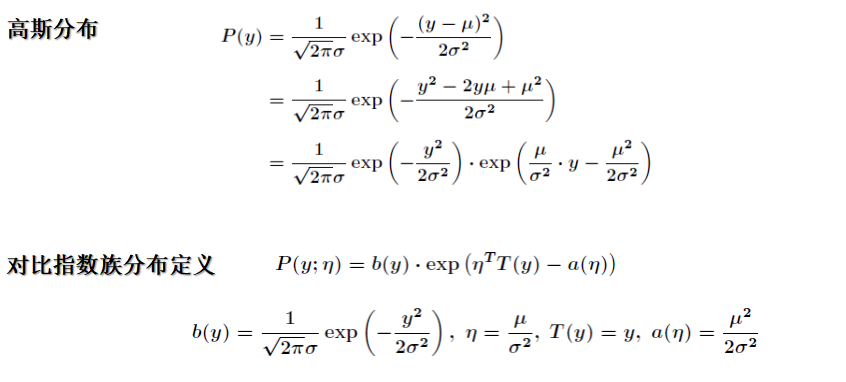 高斯分布
P(y) = \frac{1}{\sqrt{2\pi}\sigma} \exp\left(-\frac{(y-\mu)^2}{2\sigma^2}\right)
= \frac{1}{\sqrt{2\pi}\sigma} \exp\left(-\frac{y^2-2y\mu+\mu^2}{2\sigma^2}\right)
= \frac{1}{\sqrt{2\pi}\sigma} \exp\left(-\frac{y^2}{2\sigma^2}\right) \cdot \exp\left(\frac{\mu}{\sigma^2} \cdot y - \frac{\mu^2}{2\sigma^2}\right)
对比指数族分布定义 P(y; \eta) = b(y) \cdot \exp\left(\eta^T T(y) - a(\eta)\right)
b(y) = \frac{1}{\sqrt{2\pi}\sigma} \exp\left(-\frac{y^2}{2\sigma^2}\right), \eta = \frac{\mu}{\sigma^2}, T(y) = y, a(\eta) = \frac{\mu^2}{2\sigma^2}